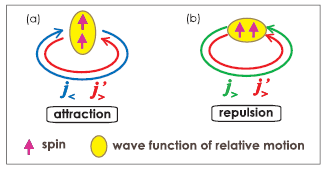 (a)
(b)
j< j'>
j> j'>
attraction
repulsion
spin
wave function of relative motion